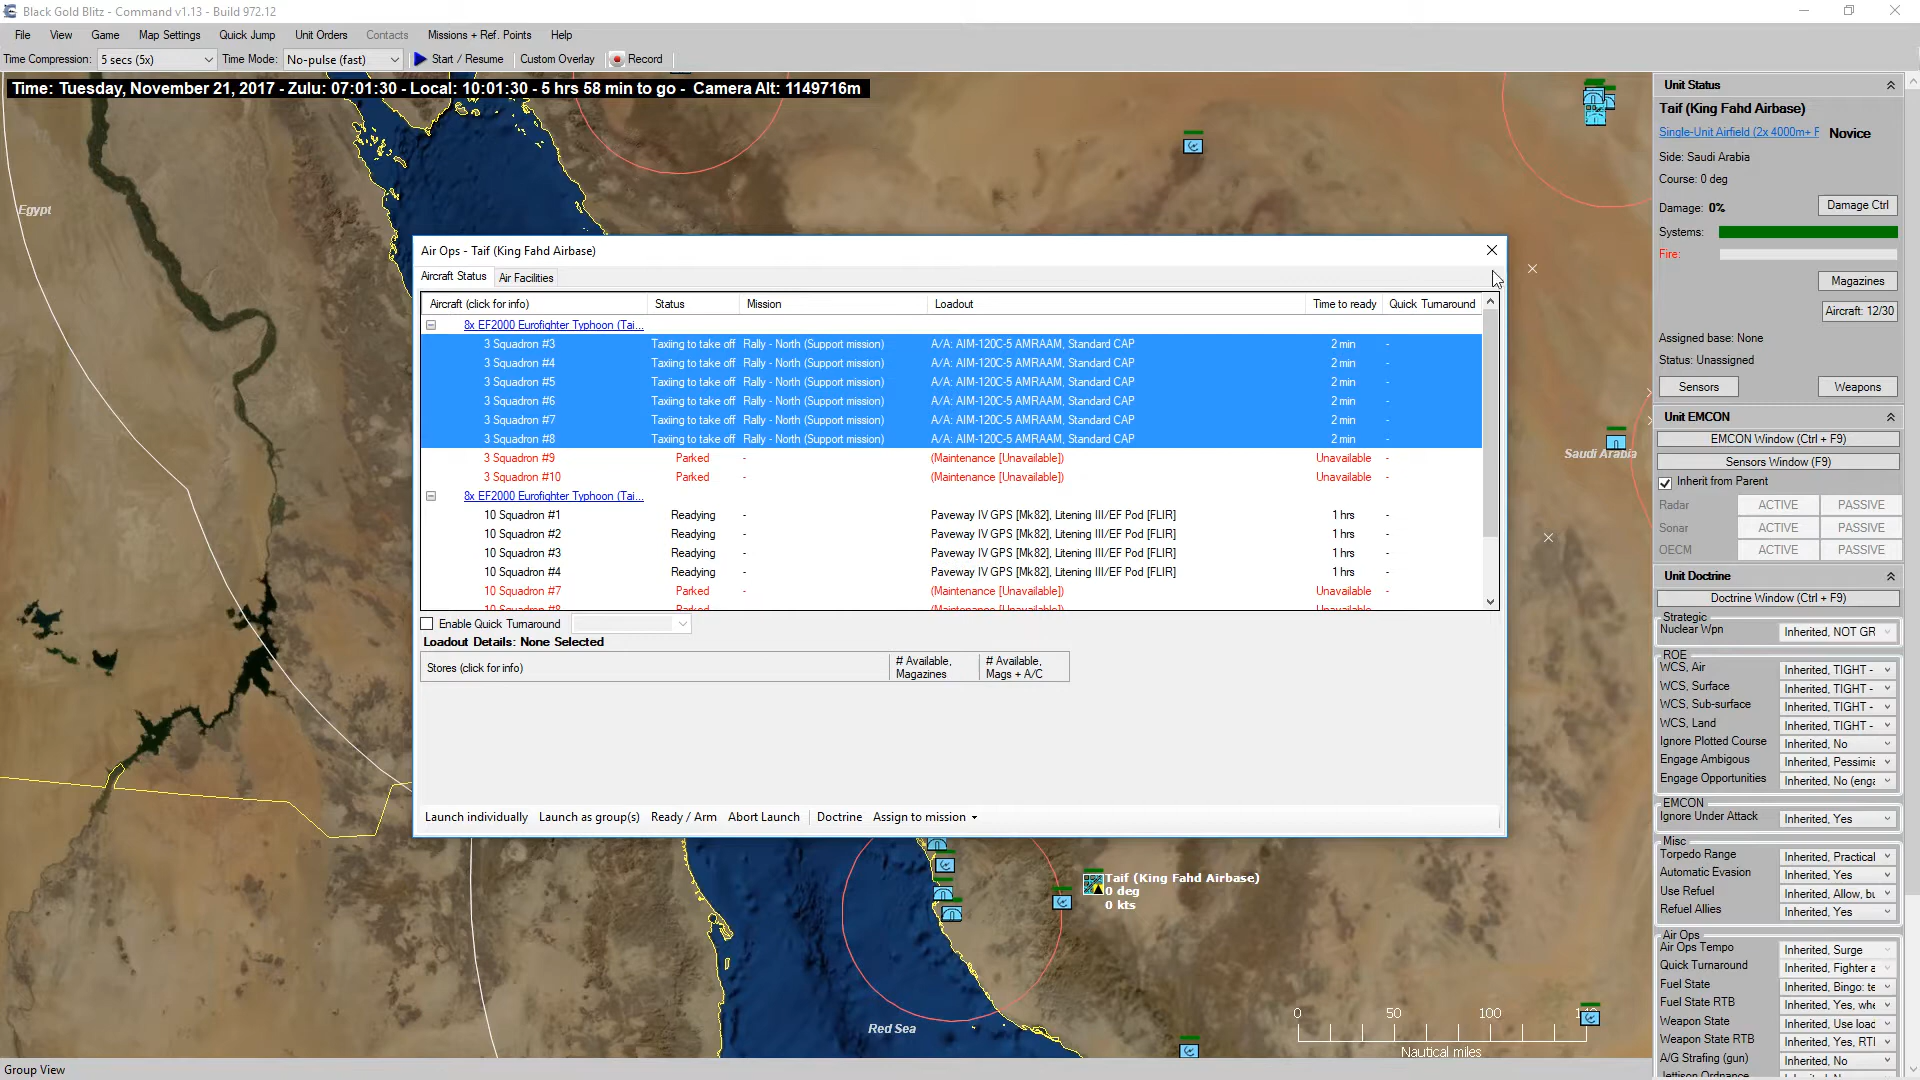 Black Gold Blitz - Command v1.13 - Build 972.12
File View Game Map Settings Quick Jump Unit Orders Contacts Missions + Ref. Points Help
Time Compression: 5 secs (5x) Time Mode: No-pulse (fast) Start / Resume Custom Overlay Record
Time: Tuesday, November 21, 2017 - Zulu: 07:01:30 - Local: 10:01:30 - 5 hrs 58 min to go - Camera Alt: 1149716m
Egypt
Saudi Arabia
Air Ops - Taif (King Fahd Airbase)
Aircraft Status Air Facilities
Aircraft (click for info) Status Mission Loadout Time to ready Quick Turnaround
8x EF2000 Eurofighter Typhoon (Tai...
3 Squadron #3 Taxiing to take off Rally - North (Support mission) A/A: AIM-120C-5 AMRAAM, Standard CAP 2 min -
3 Squadron #4 Taxiing to take off Rally - North (Support mission) A/A: AIM-120C-5 AMRAAM, Standard CAP 2 min -
3 Squadron #5 Taxiing to take off Rally - North (Support mission) A/A: AIM-120C-5 AMRAAM, Standard CAP 2 min -
3 Squadron #6 Taxiing to take off Rally - North (Support mission) A/A: AIM-120C-5 AMRAAM, Standard CAP 2 min -
3 Squadron #7 Taxiing to take off Rally - North (Support mission) A/A: AIM-120C-5 AMRAAM, Standard CAP 2 min -
3 Squadron #8 Taxiing to take off Rally - North (Support mission) A/A: AIM-120C-5 AMRAAM, Standard CAP 2 min -
3 Squadron #9 Parked - (Maintenance [Unavailable]) Unavailable -
3 Squadron #10 Parked - (Maintenance [Unavailable]) Unavailable -
8x EF2000 Eurofighter Typhoon (Tai...
10 Squadron #1 Readying - Paveway IV GPS [Mk82], Litening III/EF Pod [FLIR] 1 hrs -
10 Squadron #2 Readying - Paveway IV GPS [Mk82], Litening III/EF Pod [FLIR] 1 hrs -
10 Squadron #3 Readying - Paveway IV GPS [Mk82], Litening III/EF Pod [FLIR] 1 hrs -
10 Squadron #4 Readying - Paveway IV GPS [Mk82], Litening III/EF Pod [FLIR] 1 hrs -
10 Squadron #7 Parked - (Maintenance [Unavailable]) Unavailable -
10 Squadron #8 Parked (Maintenance [Unavailable]) Unavailable
Enable Quick Turnaround
Loadout Details: None Selected
Stores (click for info) # Available, Magazines # Available, Mags + A/C
Launch individually Launch as group(s) Ready / Arm Abort Launch Doctrine Assign to mission
Taif (King Fahd Airbase)
0 deg
0 kts
Red Sea
0 50 100
Nautical miles
Group View
Unit Status
Taif (King Fahd Airbase)
Single-Unit Airfield (2x 4000m+ F Novice
Side: Saudi Arabia
Course: 0 deg
Damage: 0% Damage Ctrl
Systems:
Fire:
Magazines
Aircraft: 12/30
Assigned base: None
Status: Unassigned
Sensors Weapons
Unit EMCON
EMCON Window (Ctrl + F9)
Sensors Window (F9)
Inherit from Parent
Radar ACTIVE PASSIVE
Sonar ACTIVE PASSIVE
OECM ACTIVE PASSIVE
Unit Doctrine
Doctrine Window (Ctrl + F9)
Strategic
Nuclear Wpn Inherited, NOT GR
ROE
WCS, Air Inherited, TIGHT -
WCS, Surface Inherited, TIGHT -
WCS, Sub-surface Inherited, TIGHT -
WCS, Land Inherited, TIGHT -
Ignore Plotted Course Inherited, No
Engage Ambiguous Inherited, Pessimis
Engage Opportunities Inherited, No (enga
EMCON
Ignore Under Attack Inherited, Yes
Misc
Torpedo Range Inherited, Practical
Automatic Evasion Inherited, Yes
Use Refuel Inherited, Allow, bu
Refuel Allies Inherited, Yes
Air Ops
Air Ops Tempo Inherited, Surge
Quick Turnaround Inherited, Fighter a
Fuel State Inherited, Bingo: te
Fuel State RTB Inherited, Yes, whe
Weapon State Inherited, Use load
Weapon State RTB Inherited, Yes, RTI
A/G Strafing (gun) Inherited, No
Jettison Ordnance